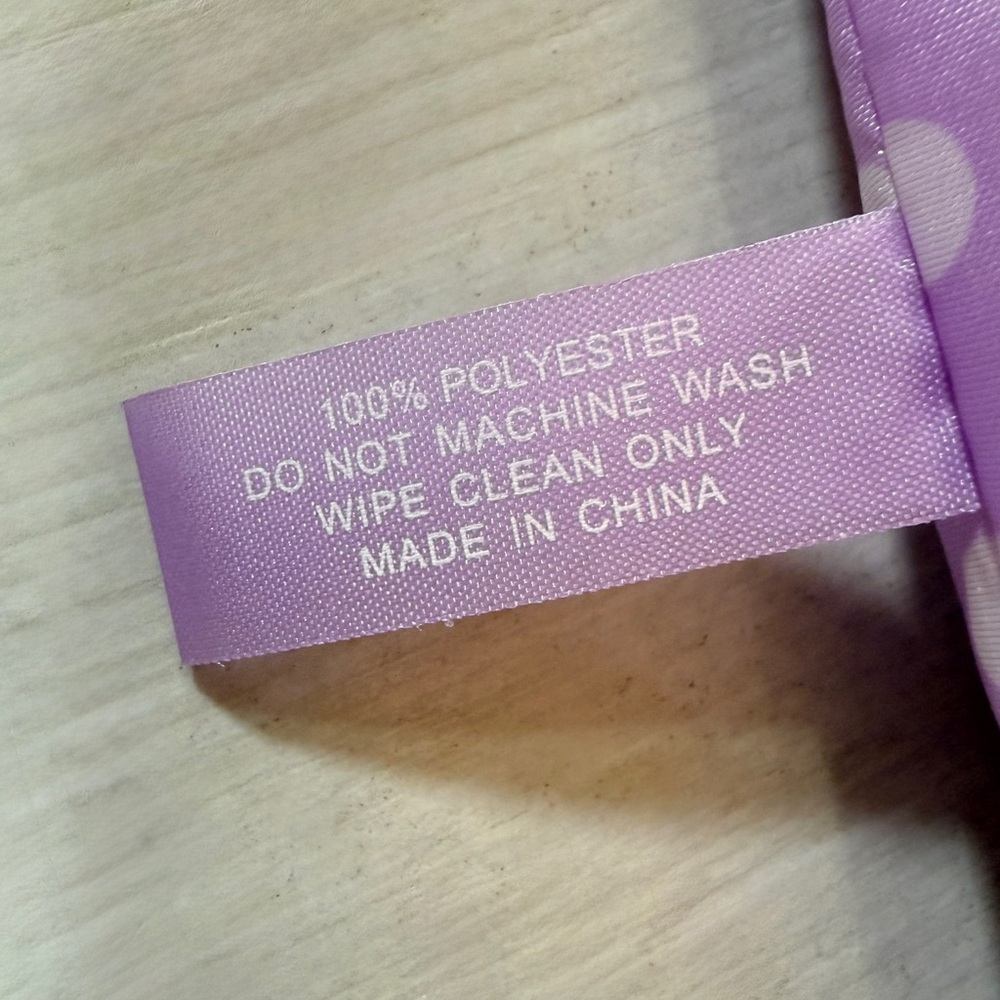 100% POLYESTER
DO NOT MACHINE WASH
WIPE CLEAN ONLY
MADE IN CHINA